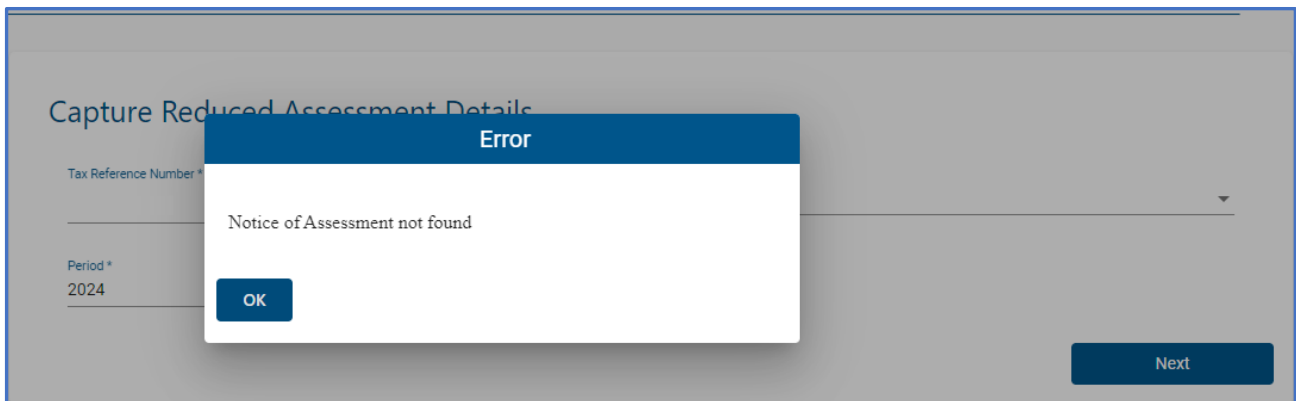 Capture Reduced Assessment Details
Error
Tax Reference Number *
Notice of Assessment not found
Period *
2024
OK
Next